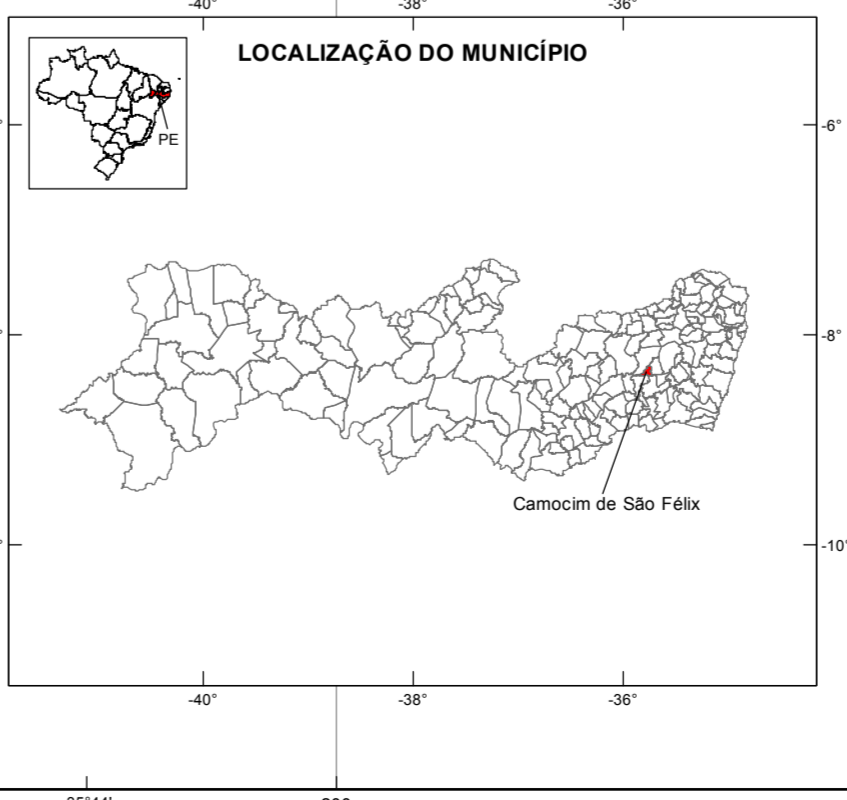 -40° -38° -36°
LOCALIZAÇÃO DO MUNICÍPIO
PE
-6°
-8°
Camocim de São Félix
-10°
-40° -38° -36°